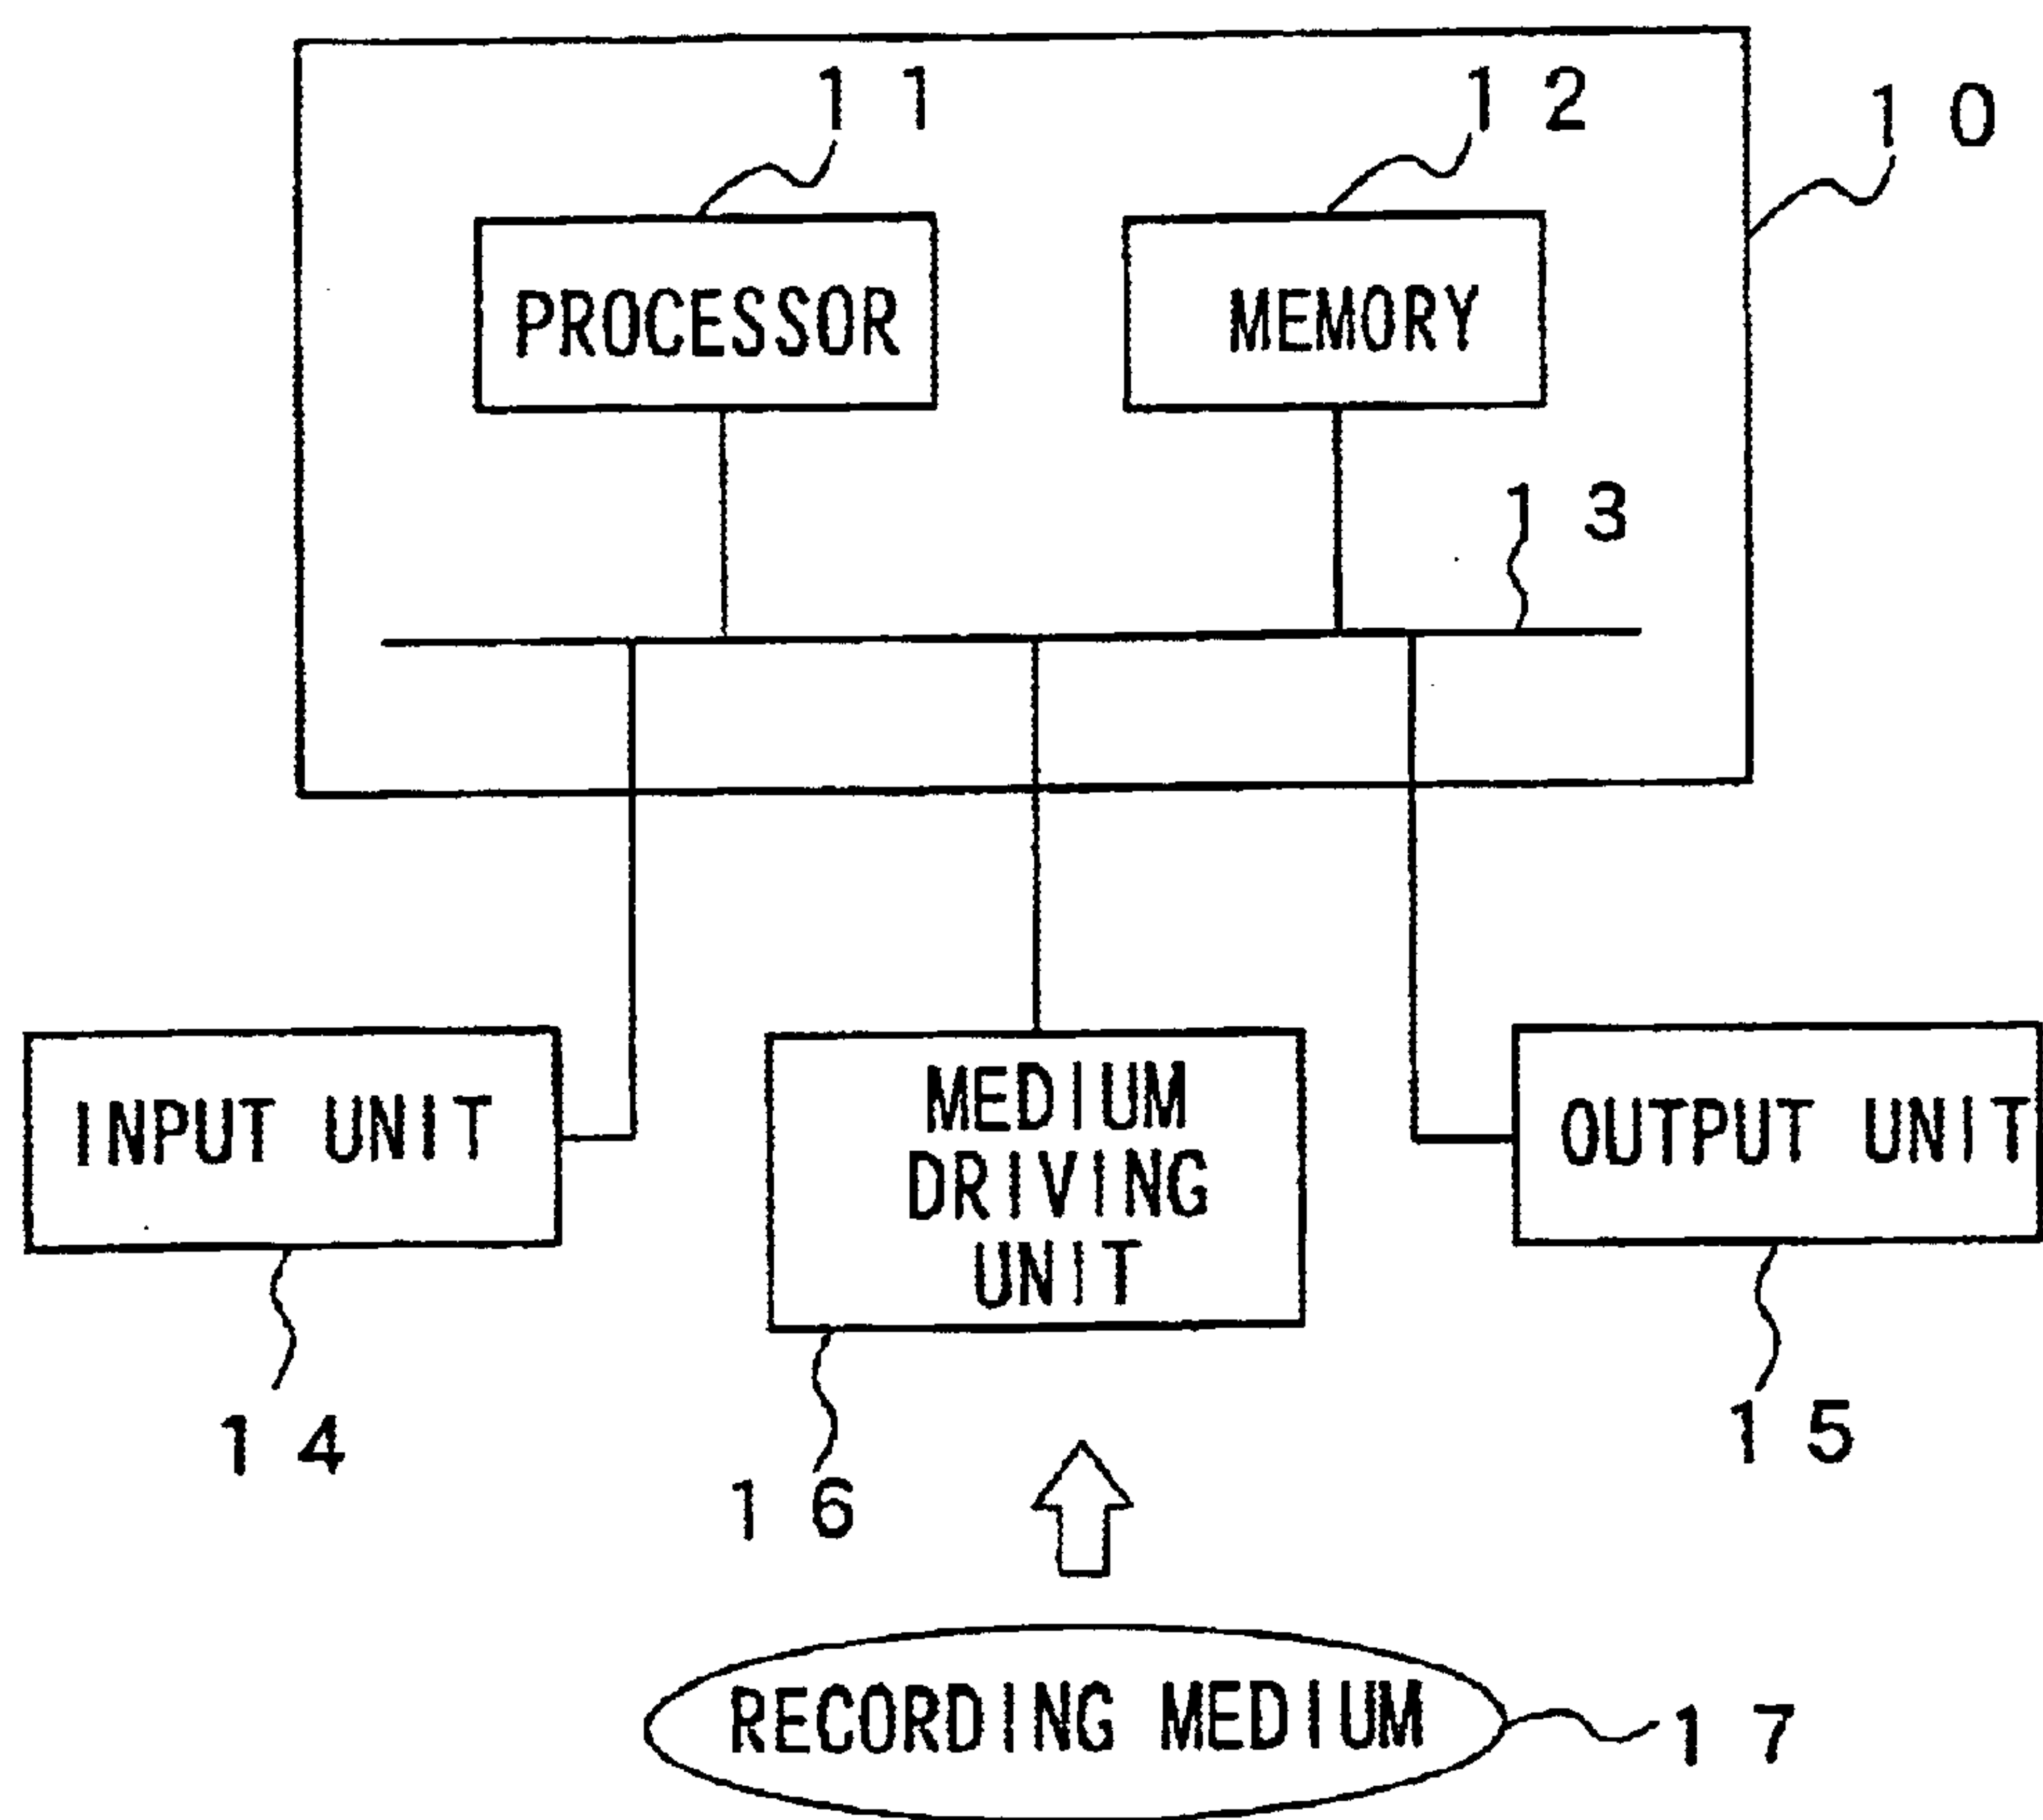 11
12
10
PROCESSOR
MEMORY
13
INPUT UNIT
MEDIUM
DRIVING
UNIT
OUTPUT UNIT
14
16
15
RECORDING MEDIUM
17